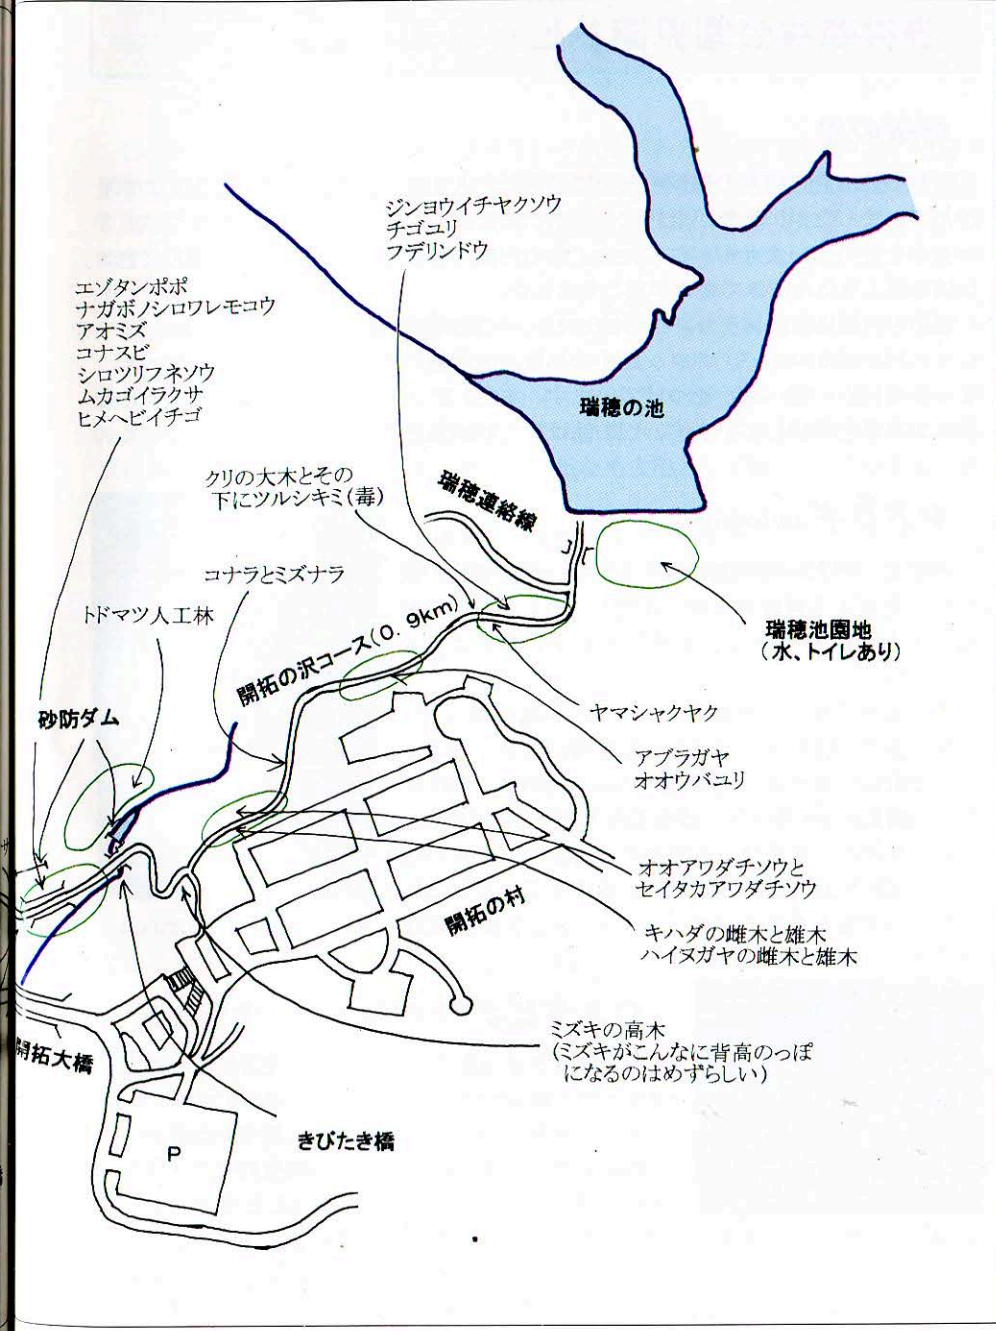 ジンヨウイチヤクソウ
チゴユリ
フデリンドウ
エゾタンポポ
ナガボノシロワレモコウ
アオミズ
コナスビ
シロツリフネソウ
ムカゴイラクサ
ヒメヘビイチゴ
瑞穂の池
クリの大木とその
下にツルシキミ(毒)
瑞穂連絡線
コナラとミズナラ
トドマツ人工林
開拓の沢コース(0.9km)
瑞穂池園地
(水、トイレあり)
砂防ダム
ヤマシャクヤク
アブラガヤ
オオウバユリ
オオアワダチソウと
セイタカアワダチソウ
開拓の村
キハダの雌木と雄木
ハイヌガヤの雌木と雄木
ミズキの高木
(ミズキがこんなに背高のっぽ
になるのはめずらしい)
開拓大橋
きびたき橋
P